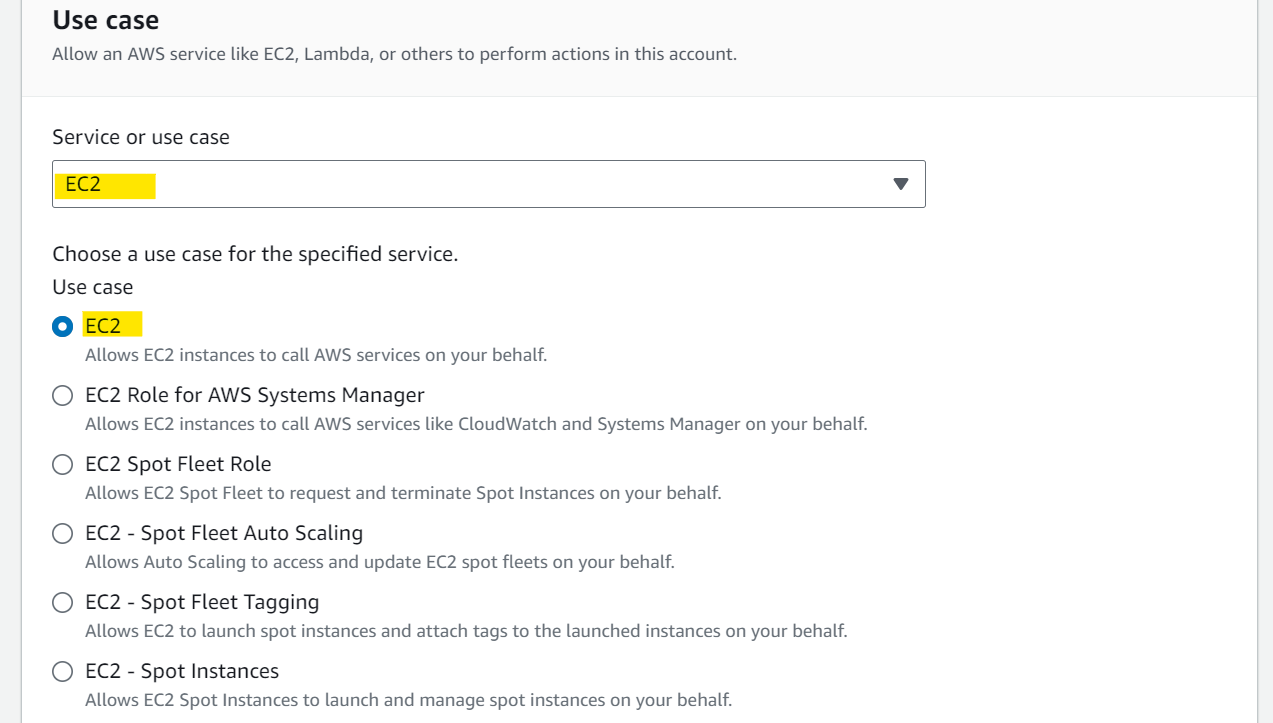 Use case
Allow an AWS service like EC2, Lambda, or others to perform actions in this account.
Service or use case
EC2
Choose a use case for the specified service.
Use case
EC2
Allows EC2 instances to call AWS services on your behalf.
EC2 Role for AWS Systems Manager
Allows EC2 instances to call AWS services like CloudWatch and Systems Manager on your behalf.
EC2 Spot Fleet Role
Allows EC2 Spot Fleet to request and terminate Spot Instances on your behalf.
EC2 - Spot Fleet Auto Scaling
Allows Auto Scaling to access and update EC2 spot fleets on your behalf.
EC2 - Spot Fleet Tagging
Allows EC2 to launch spot instances and attach tags to the launched instances on your behalf.
EC2 - Spot Instances
Allows EC2 Spot Instances to launch and manage spot instances on your behalf.